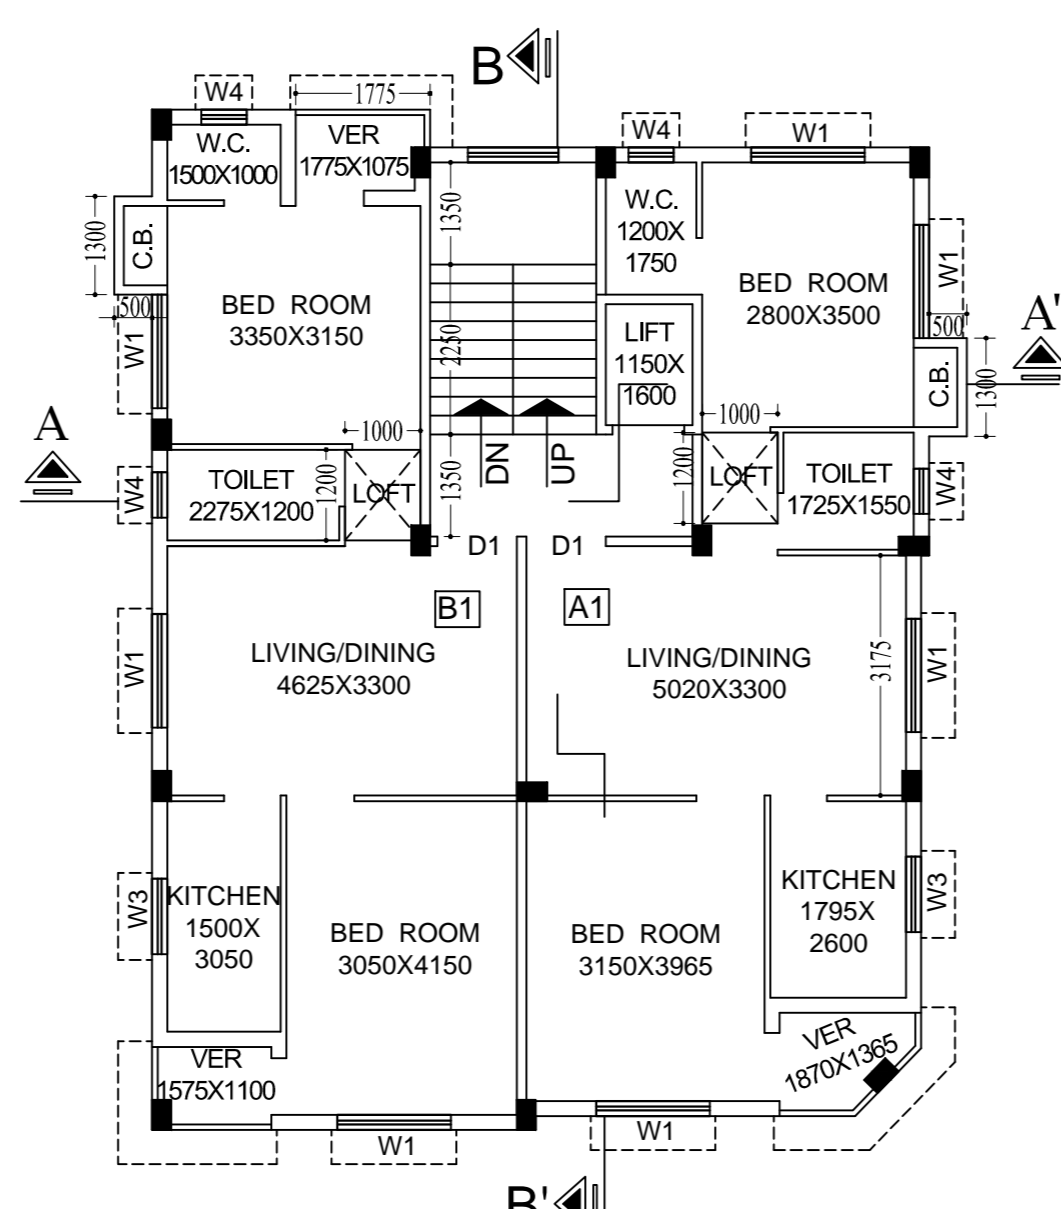 B
W4
1775
W.C.
1500X1000
VER
1775X1075
W4
W1
1300
C.B.
1350
W.C.
1200X
1750
BED ROOM
3350X3150
BED ROOM
2800X3500
W1
500
500
W1
2250
LIFT
1150X
1600
A'
C.B.
1300
A
1000
1000
TOILET
2275X1200
W4
1200
LOFT
1350
DN
UP
1200
LOFT
TOILET
1725X1550
W4
D1
D1
B1
A1
LIVING/DINING
4625X3300
LIVING/DINING
5020X3300
W1
3175
W1
KITCHEN
1500X
3050
W3
BED ROOM
3050X4150
BED ROOM
3150X3965
KITCHEN
1795X
2600
W3
VER
1575X1100
VER
1870X1365
W1
W1
B'